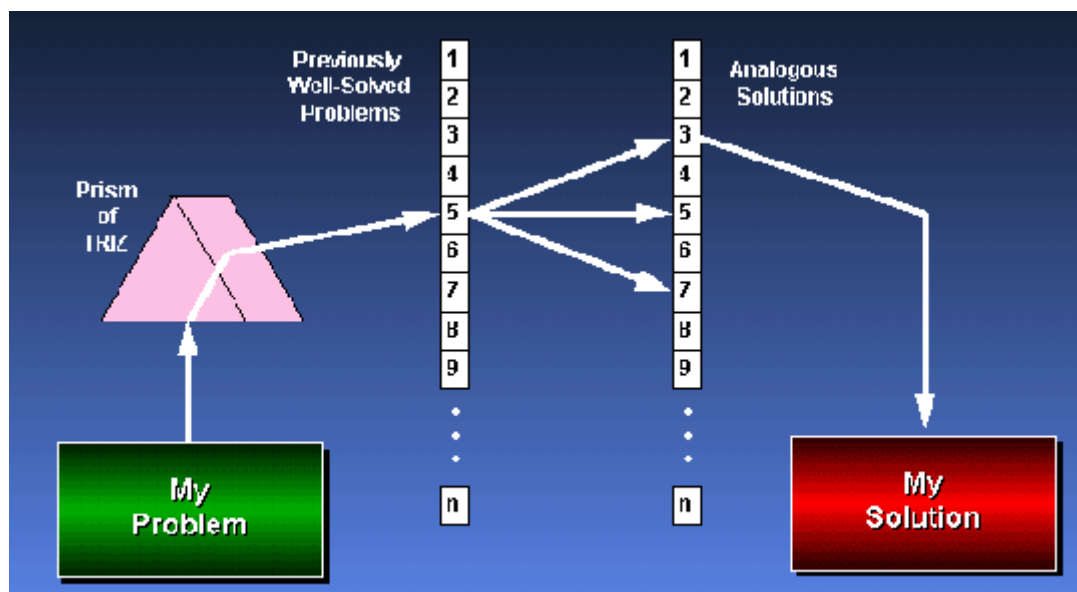 Previously
Well-Solved
Problems
1
2
3
4
5
6
7
8
9
n
Analogous
Solutions
1
2
3
4
5
6
7
8
9
n
Prism
of
TRIZ
My
Problem
My
Solution